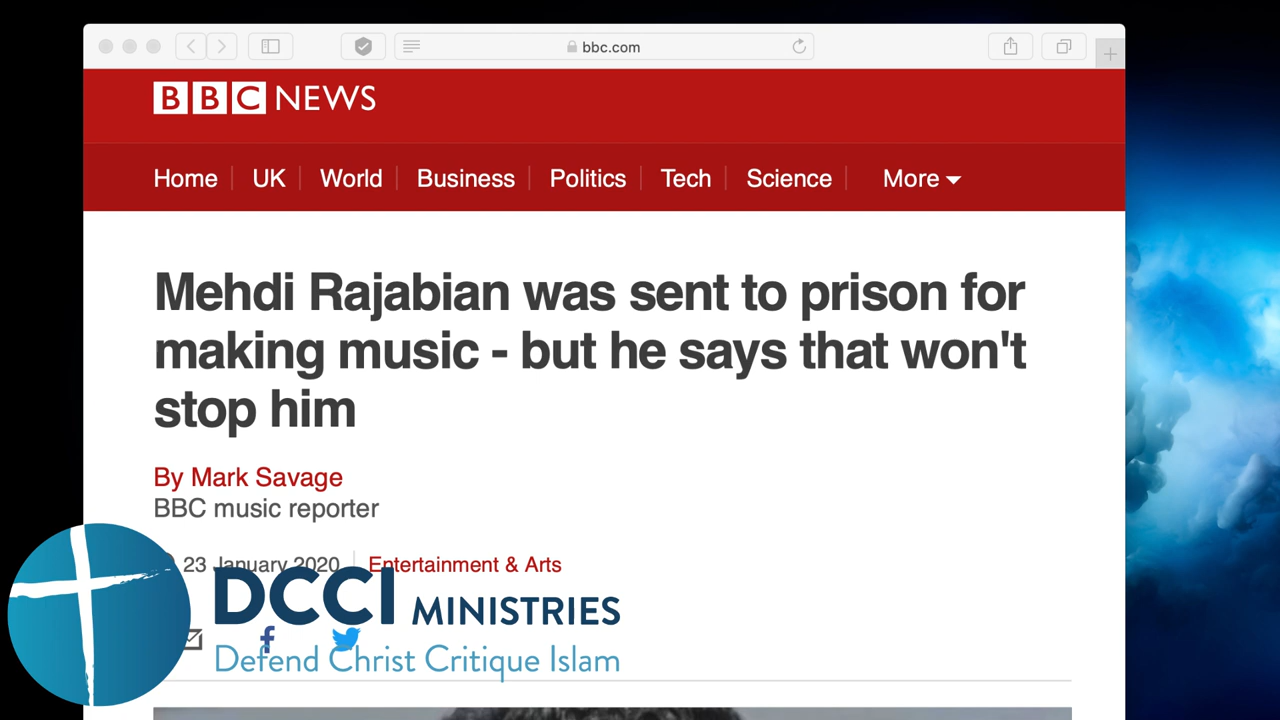 bbc.com
BBC NEWS
Home UK World Business Politics Tech Science More
Mehdi Rajabian was sent to prison for
making music - but he says that won't
stop him
By Mark Savage
BBC music reporter
23 January 2020 Entertainment & Arts
DCCI MINISTRIES
Defend Christ Critique Islam